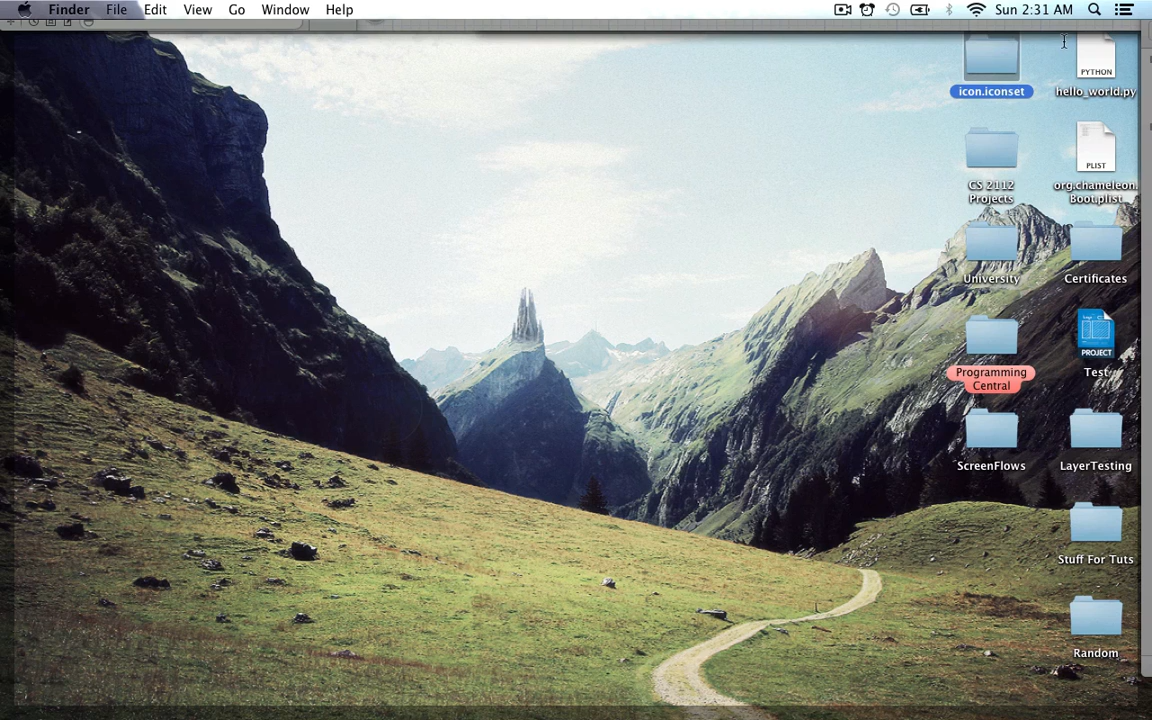 Finder File Edit View Go Window Help Sun 2:31 AM
icon.iconset
PYTHON
hello_world.py
CS 2112
Projects
PLIST
org.chameleon.
Boot.plist
University
Certificates
Programming
Central
PROJECT
Test
ScreenFlows
LayerTesting
Stuff For Tuts
Random